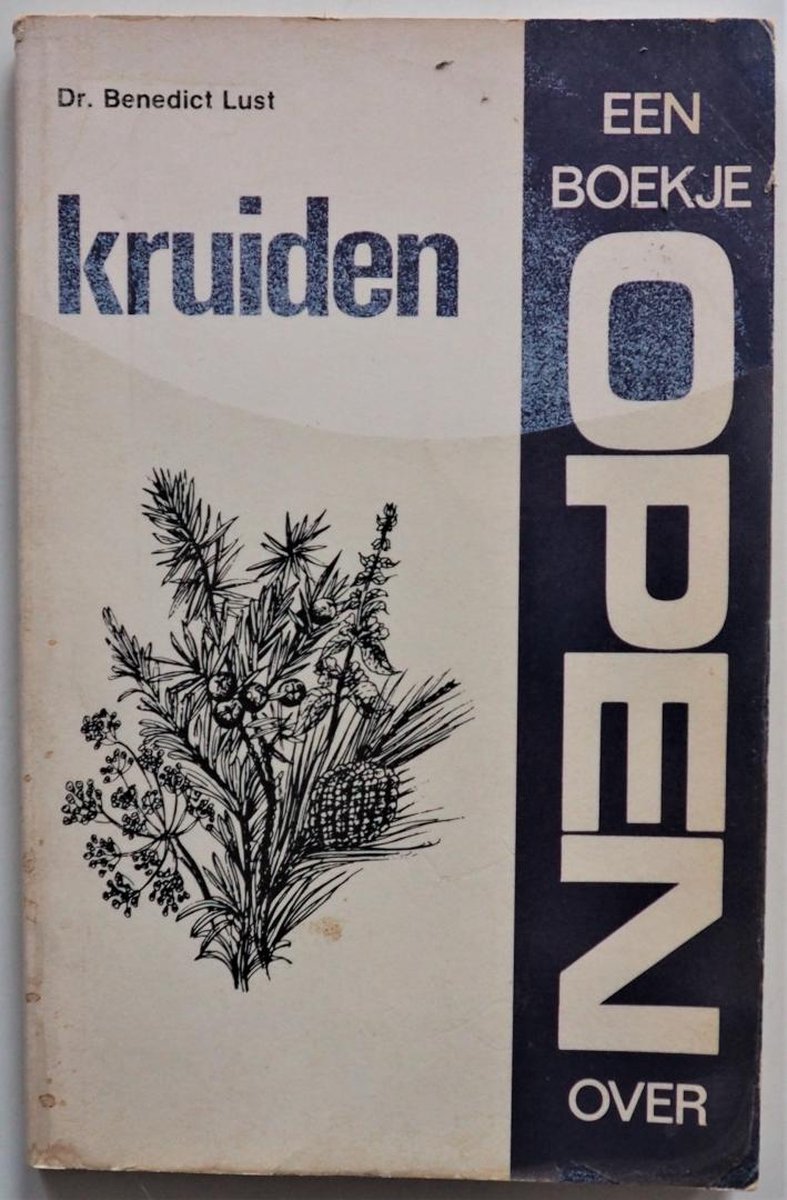 Dr. Benedict Lust
kruiden
EEN
BOEKJE
OPEN
OVER